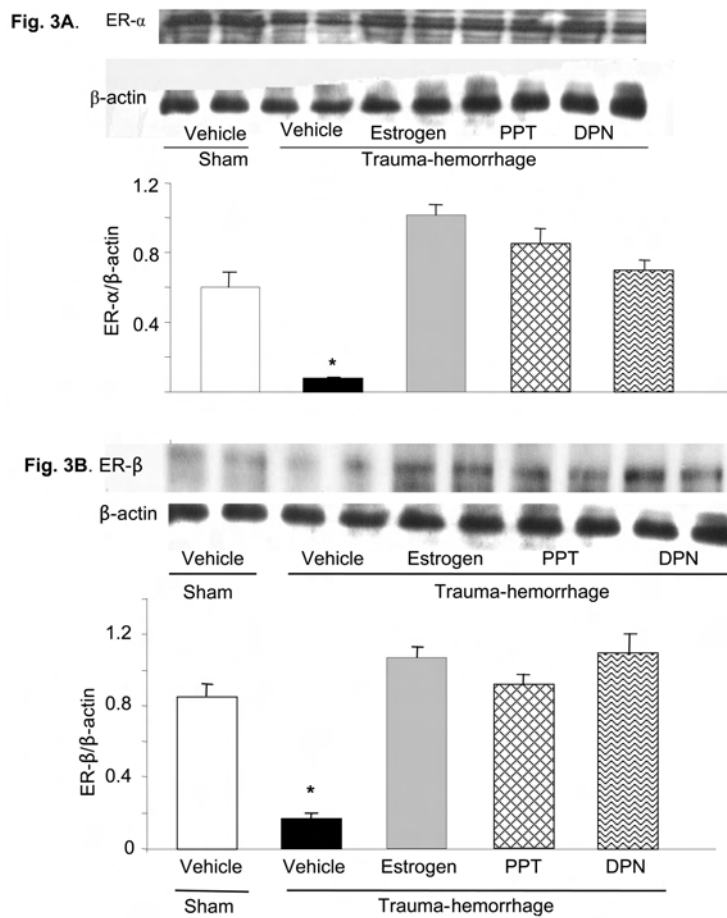 Fig. 3A. ER-α
β-actin
Vehicle Vehicle Estrogen PPT DPN
Sham Trauma-hemorrhage
1.2
0.8
0.4
ER-α/β-actin
*
Fig. 3B. ER-β
β-actin
Vehicle Vehicle Estrogen PPT DPN
Sham Trauma-hemorrhage
1.2
0.8
0.4
0
ER-β/β-actin
*
Vehicle Vehicle Estrogen PPT DPN
Sham Trauma-hemorrhage